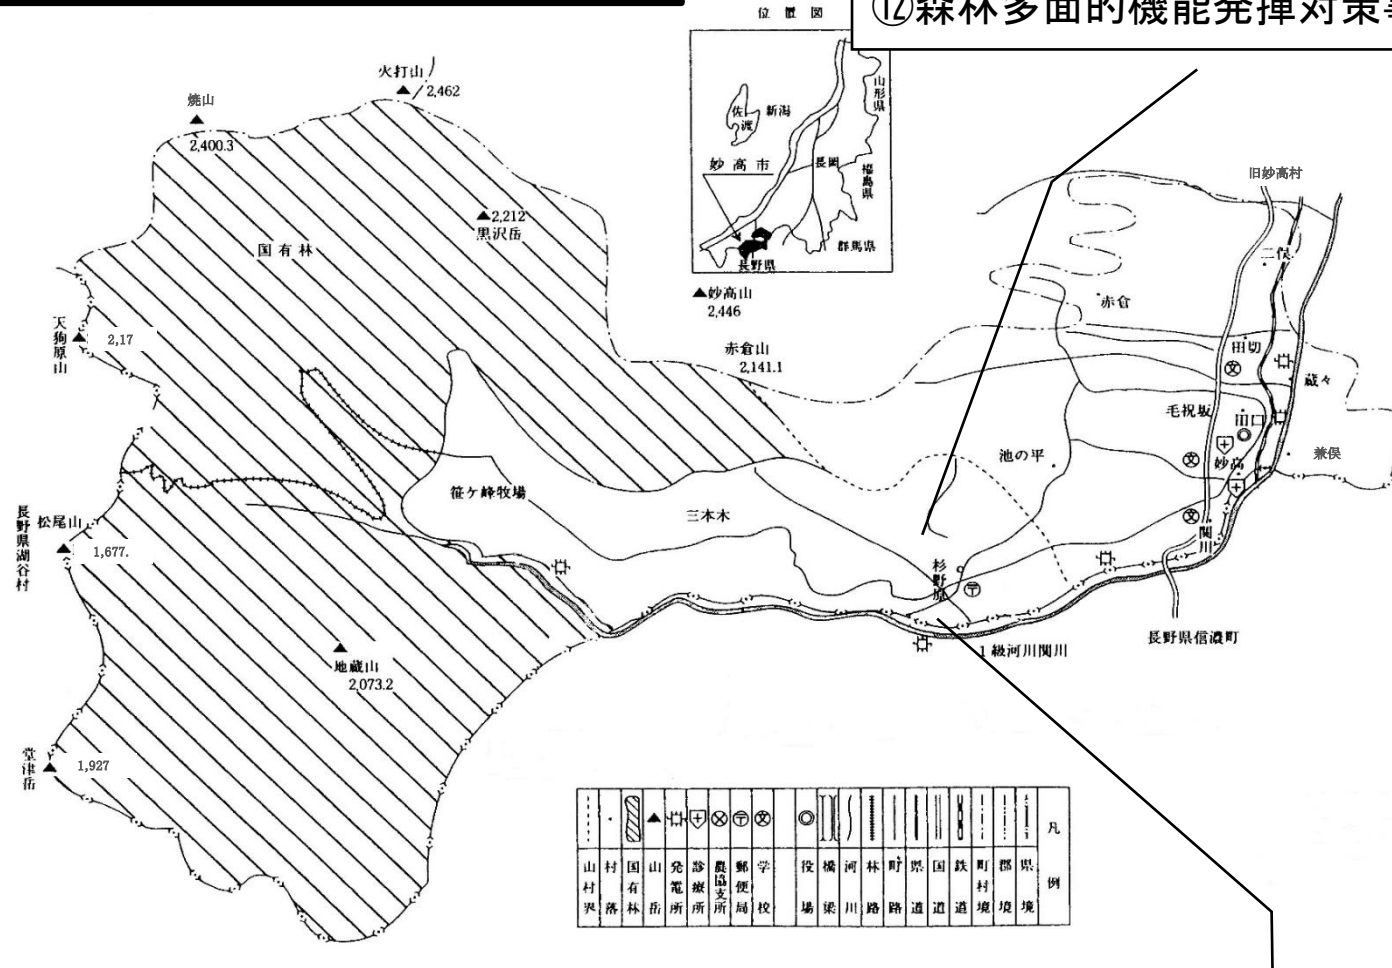 位置図
⑫森林多面的機能発揮対策
火打山
2,462
焼山
2,400.3
佐渡
新潟
山形県
妙高市
長岡
福島県
群馬県
長野県
旧妙高村
2,212
黒沢岳
国有林
二俣
妙高山
2,446
赤倉
天狗原山
2,17
赤倉山
2,141.1
田切
蔵々
毛祝坂
田口
兼俣
池の平
妙高
笹ヶ峰牧場
三本木
長野県湖谷村
松尾山
1,677.
関川
杉野原
長野県信濃町
1級河川関川
地蔵山
2,073.2
堂津岳
1,927
凡例
県境
郡境
町村境
鉄道
国道
県道
町路
林路
河川
橋梁
役場
学校
郵便局
農協支所
診療所
発電所
山岳
国有林
村落
山村界